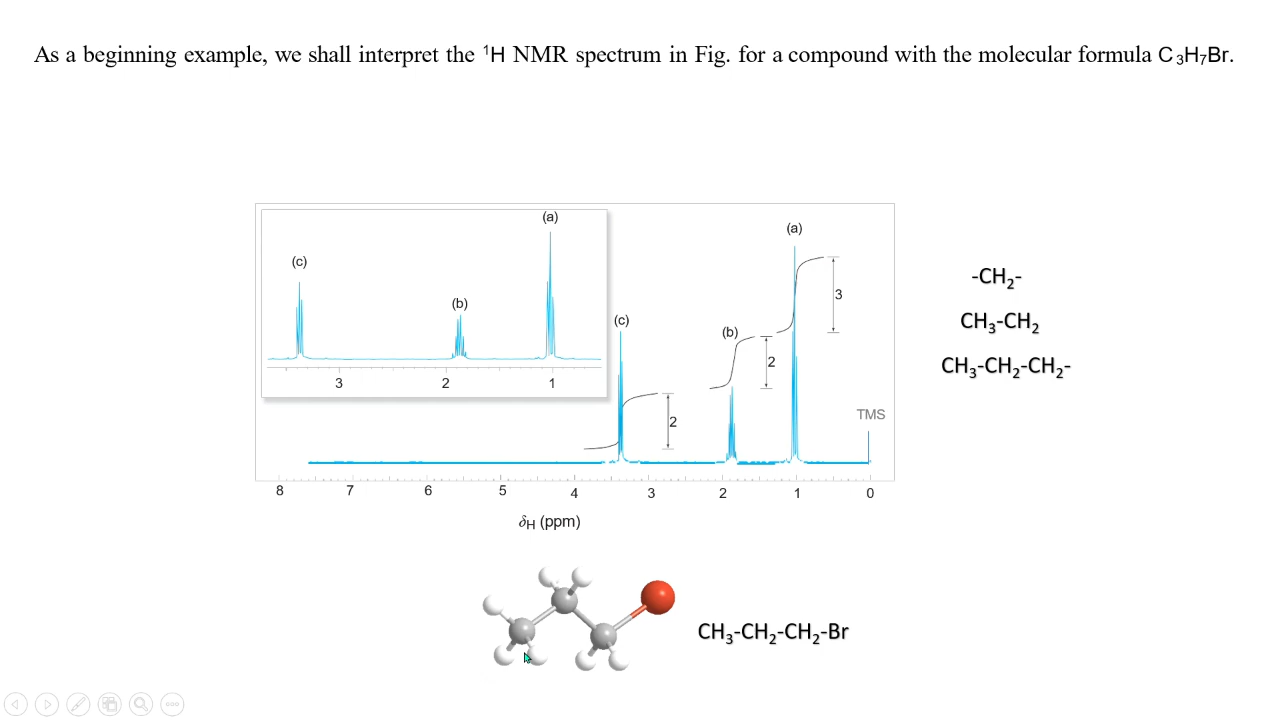 As a beginning example, we shall interpret the ¹H NMR spectrum in Fig. for a compound with the molecular formula C₃H₇Br.
(a)
(c)
(b)
3 2 1
(a)
3
(c)
(b)
2
2
TMS
8 7 6 5 4 3 2 1 0
δH (ppm)
-CH₂-
CH₃-CH₂
CH₃-CH₂-CH₂-
CH₃-CH₂-CH₂-Br